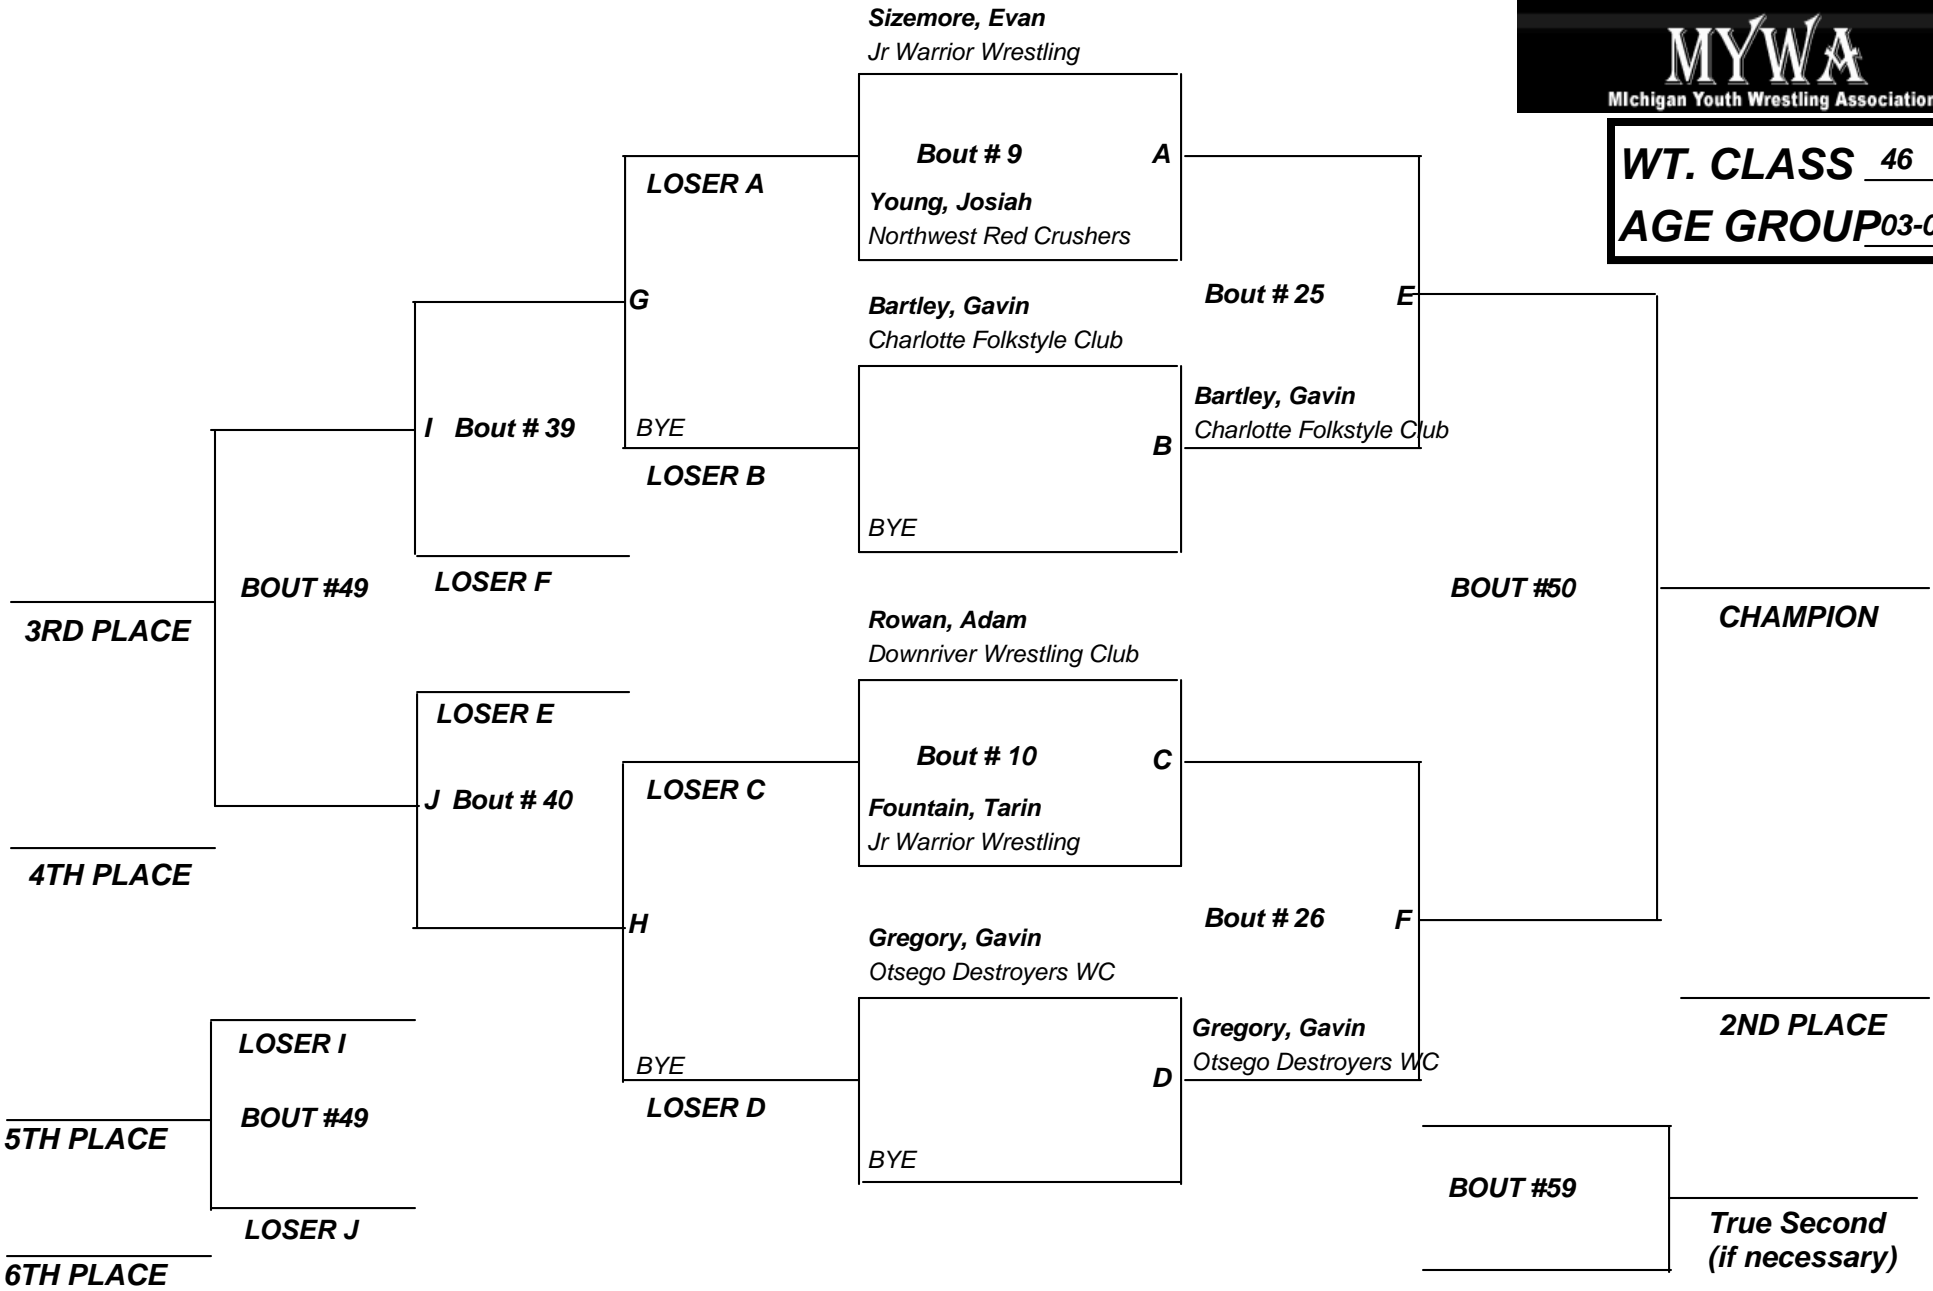 MYWA
MIchigan Youth Wrestling Association
WT. CLASS 46
AGE GROUP 03-0
Sizemore, Evan
Jr Warrior Wrestling
Bout # 9
A
Young, Josiah
Northwest Red Crushers
LOSER A
G
Bartley, Gavin
Charlotte Folkstyle Club
Bout # 25
E
Bartley, Gavin
Charlotte Folkstyle Club
B
I Bout # 39
BYE
LOSER B
BYE
LOSER F
BOUT #49
3RD PLACE
BOUT #50
CHAMPION
Rowan, Adam
Downriver Wrestling Club
LOSER E
Bout # 10
C
J Bout # 40
LOSER C
Fountain, Tarin
Jr Warrior Wrestling
4TH PLACE
H
Bout # 26
F
Gregory, Gavin
Otsego Destroyers WC
2ND PLACE
LOSER I
Gregory, Gavin
Otsego Destroyers WC
BYE
D
LOSER D
BOUT #49
5TH PLACE
BYE
BOUT #59
LOSER J
True Second
(if necessary)
6TH PLACE